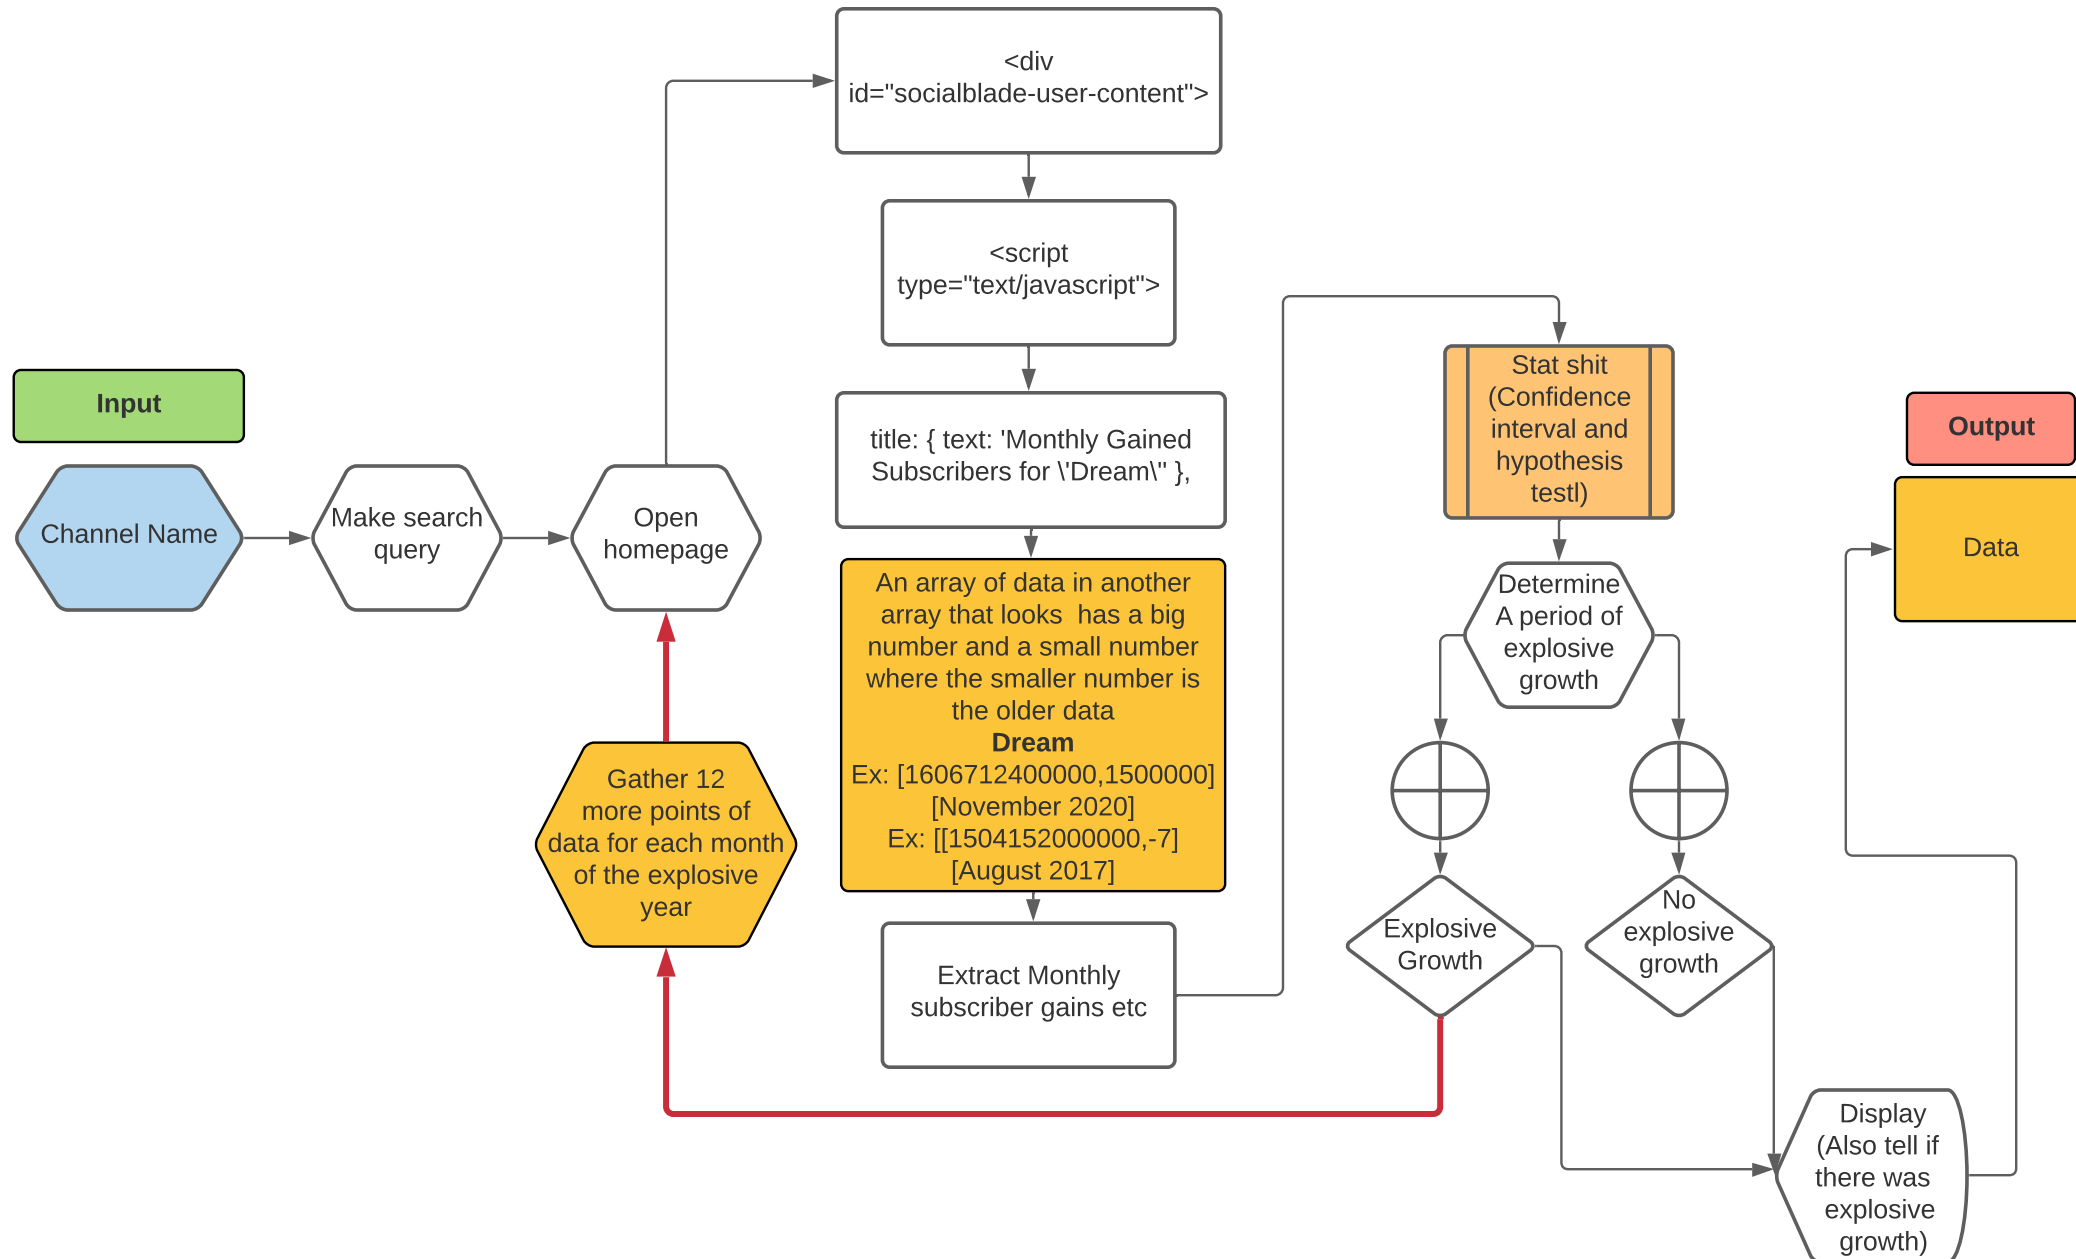 Input
Channel Name
Make search
query
Open
homepage
<div
id="socialblade-user-content">
<script
type="text/javascript">
title: { text: 'Monthly Gained
Subscribers for \'Dream\'' },
An array of data in another
array that looks  has a big
number and a small number
where the smaller number is
the older data
Dream
Ex: [1606712400000,1500000]
[November 2020]
Ex: [[1504152000000,-7]
[August 2017]
Extract Monthly
subscriber gains etc
Gather 12
more points of
data for each month
of the explosive
year
Stat shit
(Confidence
interval and
hypothesis
testl)
Determine
A period of
explosive
growth
Explosive
Growth
No
explosive
growth
Display
(Also tell if
there was
explosive
growth)
Output
Data